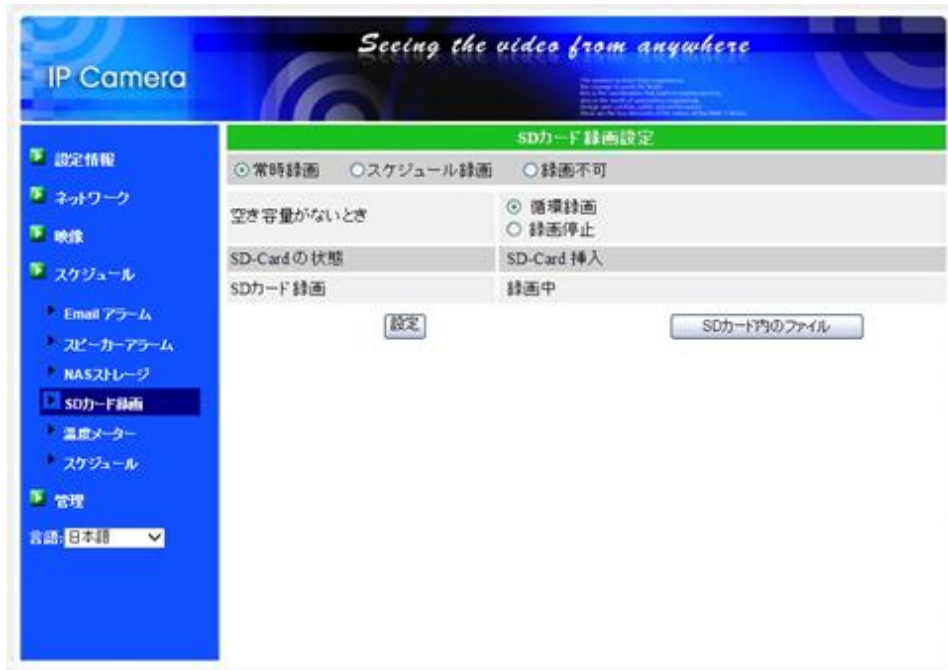 Seeing the video from anywhere
IP Camera
SDカード録画設定
設定情報
ネットワーク
映像
スケジュール
Email アラーム
スピーカーアラーム
NASストレージ
SDカード録画
温度メーター
スケジュール
管理
言語:日本語
常時録画 スケジュール録画 録画不可
空き容量がないとき
循環録画
録画停止
SD-Cardの状態 SD-Card 挿入
SDカード録画 録画中
設定 SDカード内のファイル